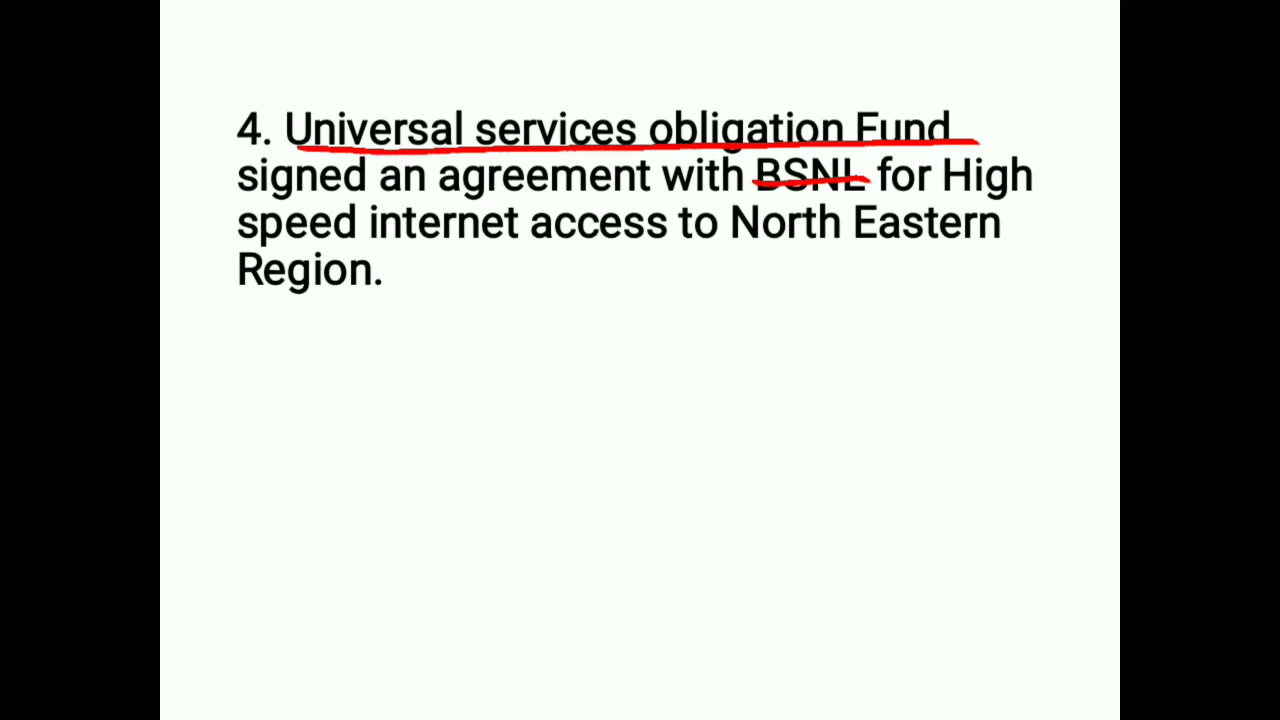 4. Universal services obligation Fund
signed an agreement with BSNL for High
speed internet access to North Eastern
Region.